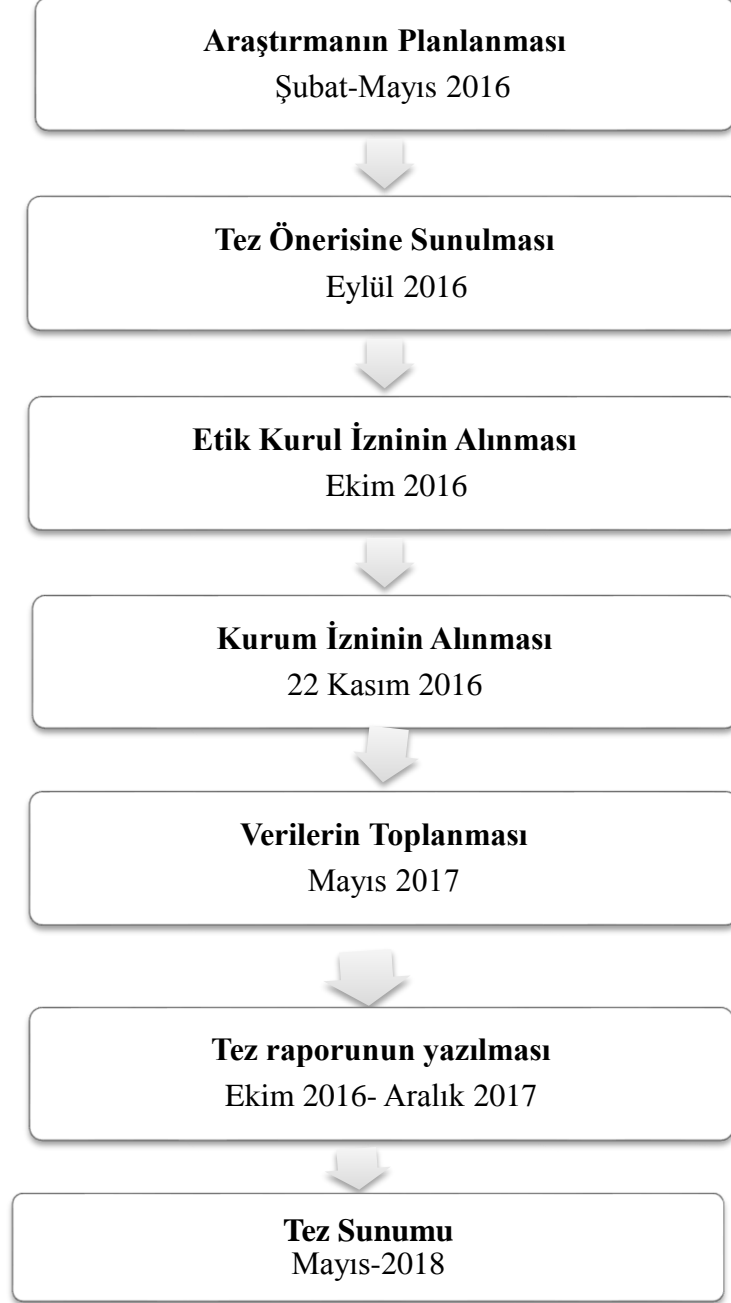 Araştırmanın Planlanması
Şubat-Mayıs 2016
Tez Önerisine Sunulması
Eylül 2016
Etik Kurul İzninin Alınması
Ekim 2016
Kurum İzninin Alınması
22 Kasım 2016
Verilerin Toplanması
Mayıs 2017
Tez raporunun yazılması
Ekim 2016- Aralık 2017
Tez Sunumu
Mayıs-2018